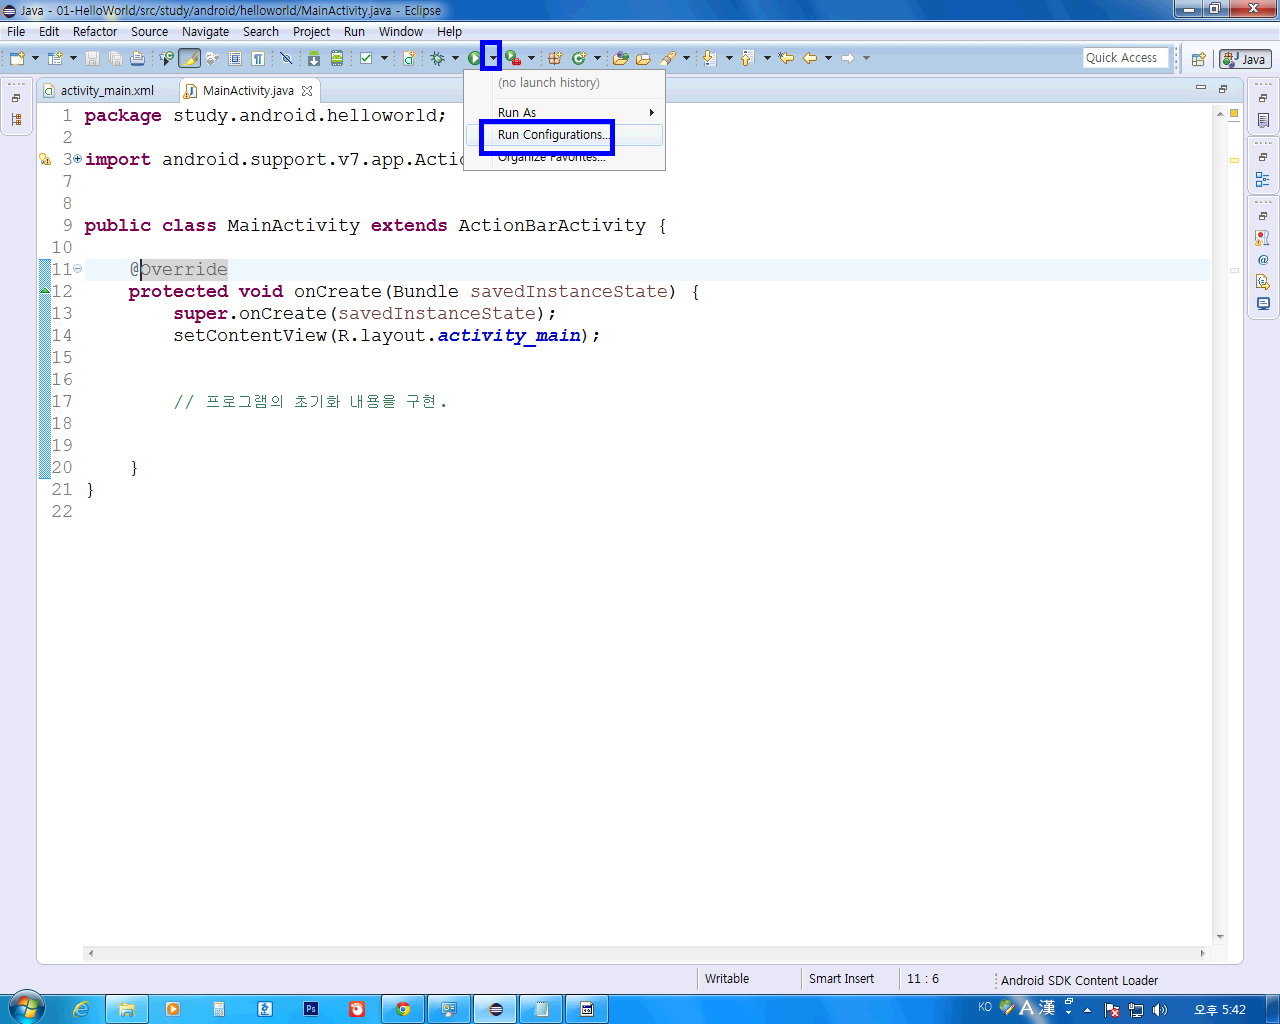 Java - 01-HelloWorld/src/study/android/helloworld/MainActivity.java - Eclipse
File Edit Refactor Source Navigate Search Project Run Window Help
Quick Access
Java
(no launch history)
Run As
Run Configurations...
Organize Favorites...
activity_main.xml
MainActivity.java
1 package study.android.helloworld;
2
3 import android.support.v7.app.Actio
7
8
9 public class MainActivity extends ActionBarActivity {
10
11 @Override
12 protected void onCreate(Bundle savedInstanceState) {
13 super.onCreate(savedInstanceState);
14 setContentView(R.layout.activity_main);
15
16
17 // 프로그램의 초기화 내용을 구현.
18
19
20 }
21 }
22
Writable
Smart Insert
11 : 6
Android SDK Content Loader
Ps
KO
A 漢
오후 5:42